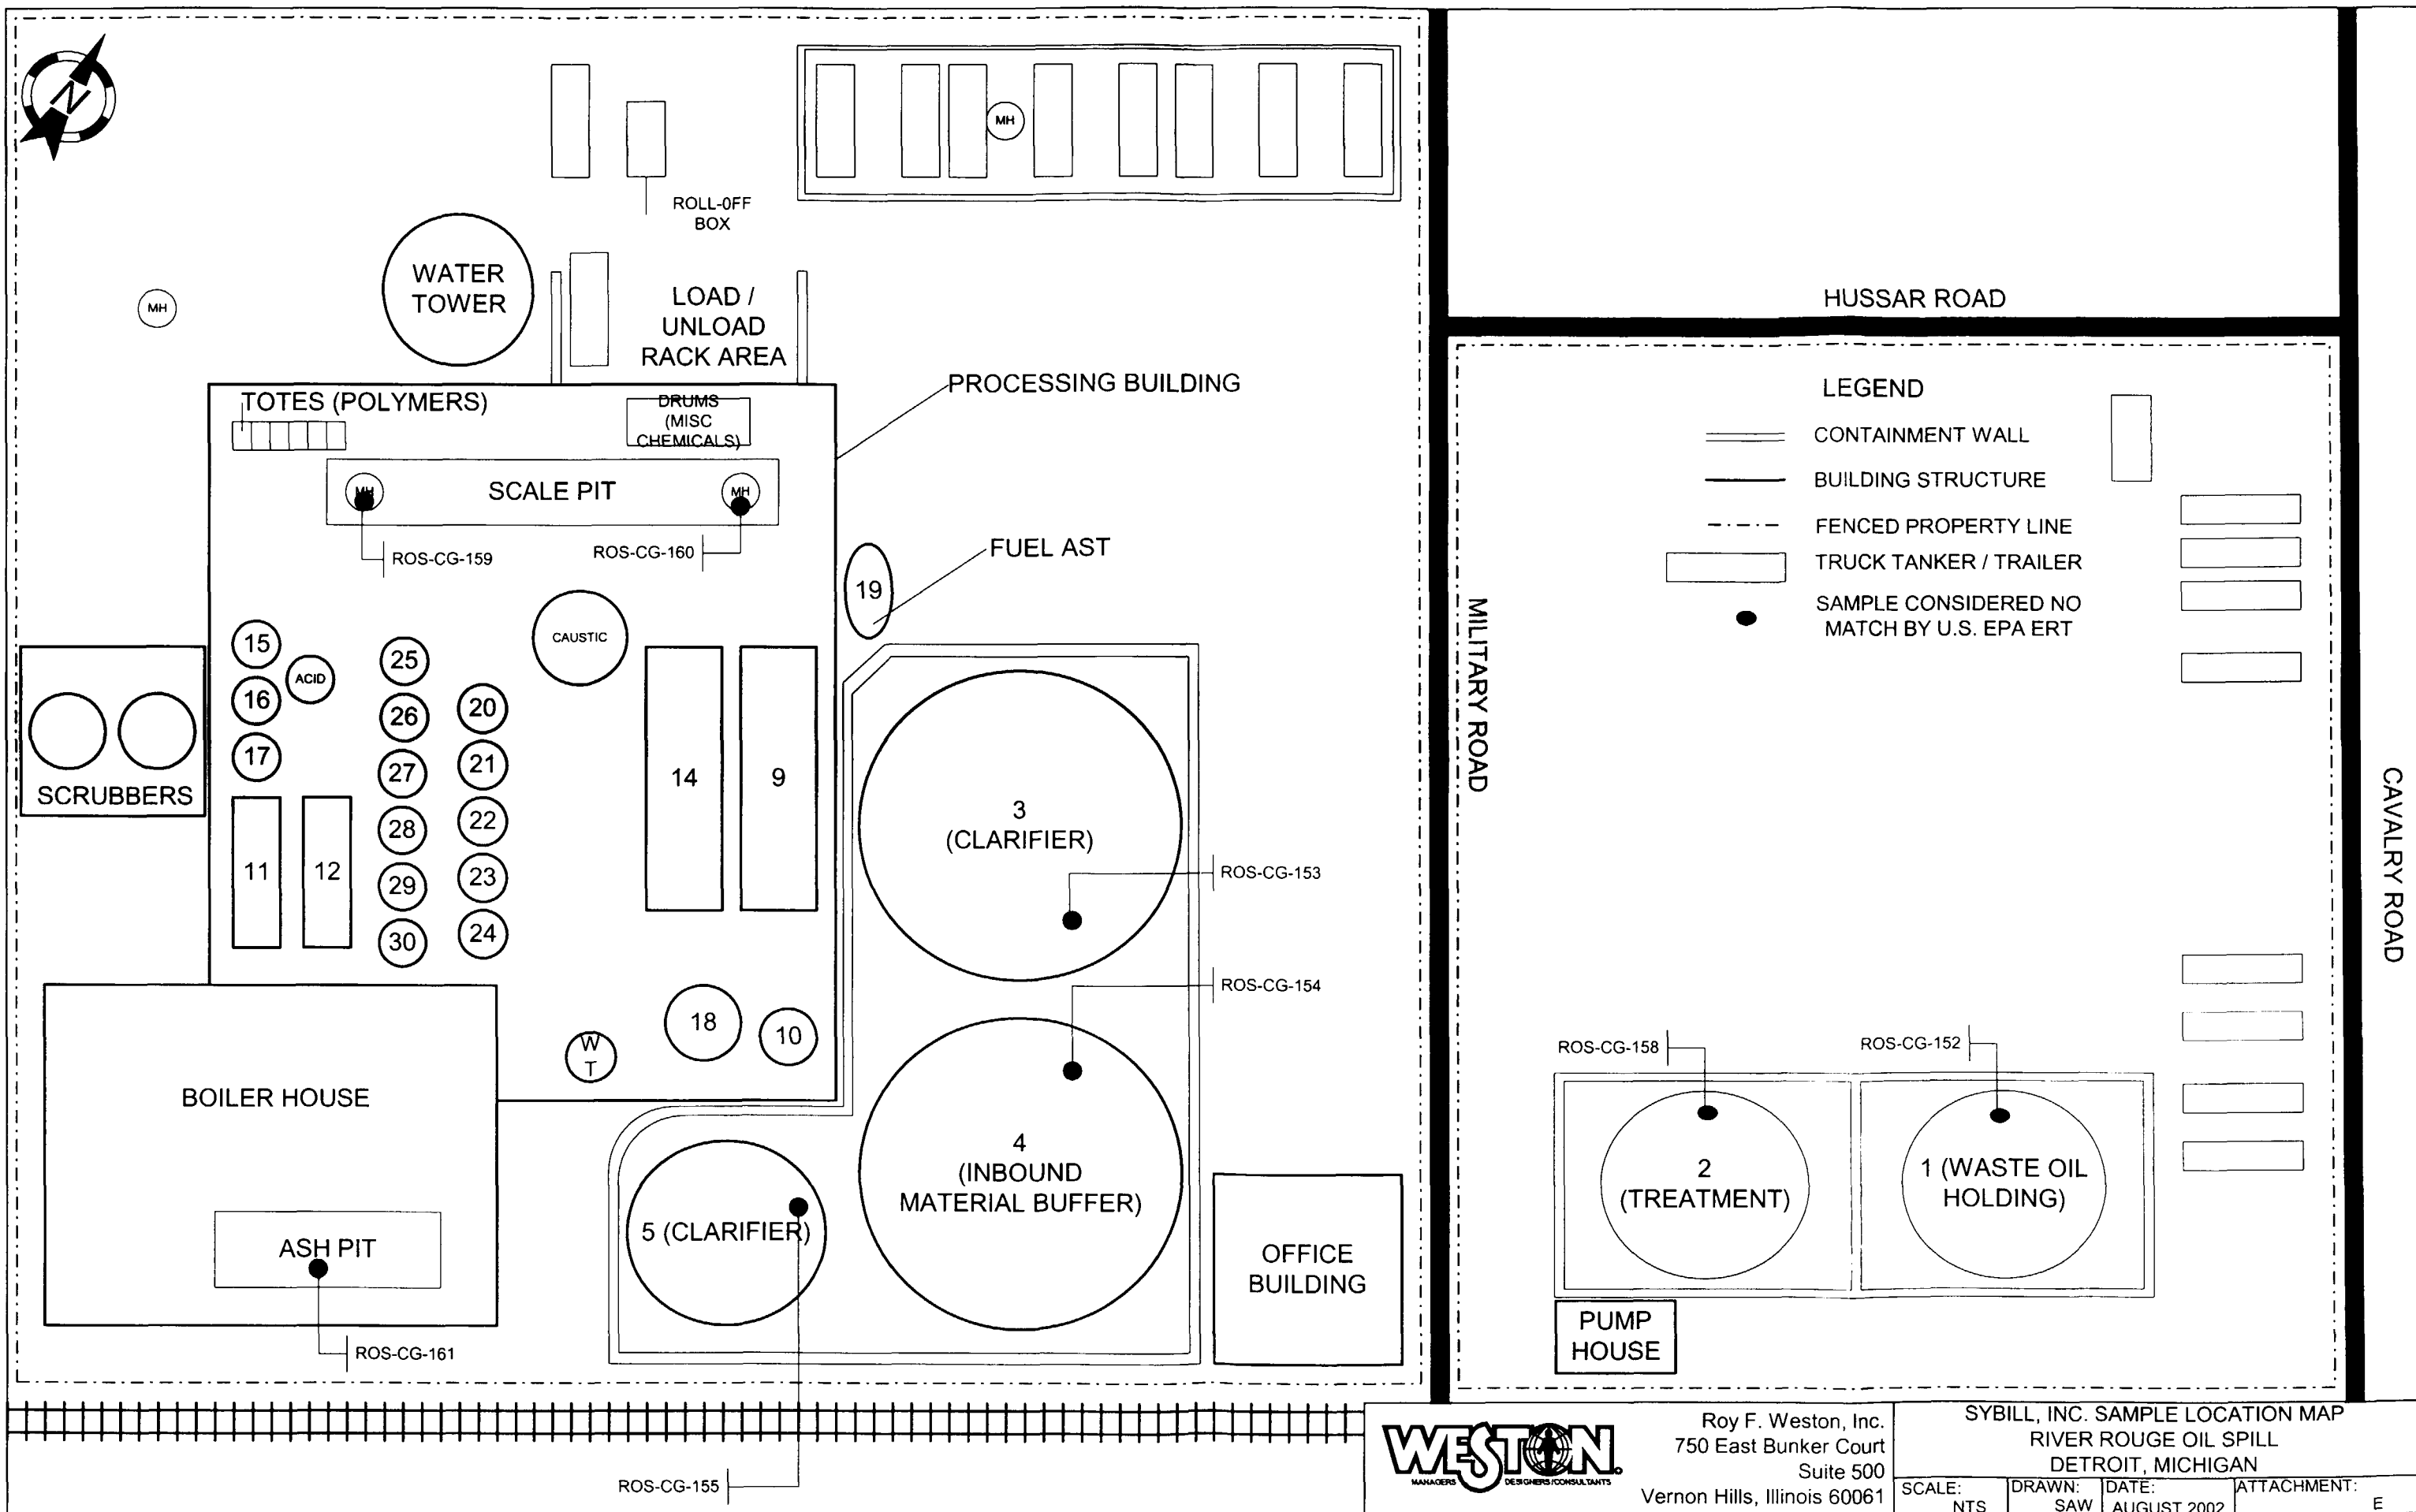 N
MH
ROLL-0FF
BOX
WATER
TOWER
MH
LOAD /
UNLOAD
RACK AREA
HUSSAR ROAD
PROCESSING BUILDING
TOTES (POLYMERS)
DRUMS
(MISC
CHEMICALS)
MH
SCALE PIT
MH
ROS-CG-159
ROS-CG-160
FUEL AST
19
CAUSTIC
15
ACID
16
17
25
26
27
28
29
30
20
21
22
23
24
SCRUBBERS
11
12
14
9
3
(CLARIFIER)
ROS-CG-153
ROS-CG-154
18
10
W
T
BOILER HOUSE
ASH PIT
ROS-CG-161
4
(INBOUND
MATERIAL BUFFER)
5 (CLARIFIER)
ROS-CG-155
OFFICE
BUILDING
MILITARY ROAD
LEGEND
CONTAINMENT WALL
BUILDING STRUCTURE
FENCED PROPERTY LINE
TRUCK TANKER / TRAILER
SAMPLE CONSIDERED NO
MATCH BY U.S. EPA ERT
CAVALRY ROAD
ROS-CG-158
ROS-CG-152
2
(TREATMENT)
1 (WASTE OIL
HOLDING)
PUMP
HOUSE
WESTON
MANAGERS DESIGNERS/CONSULTANTS
Roy F. Weston, Inc.
750 East Bunker Court
Suite 500
Vernon Hills, Illinois 60061
SYBILL, INC. SAMPLE LOCATION MAP
RIVER ROUGE OIL SPILL
DETROIT, MICHIGAN
SCALE:
NTS
DRAWN:
SAW
DATE:
AUGUST 2002
ATTACHMENT:
E